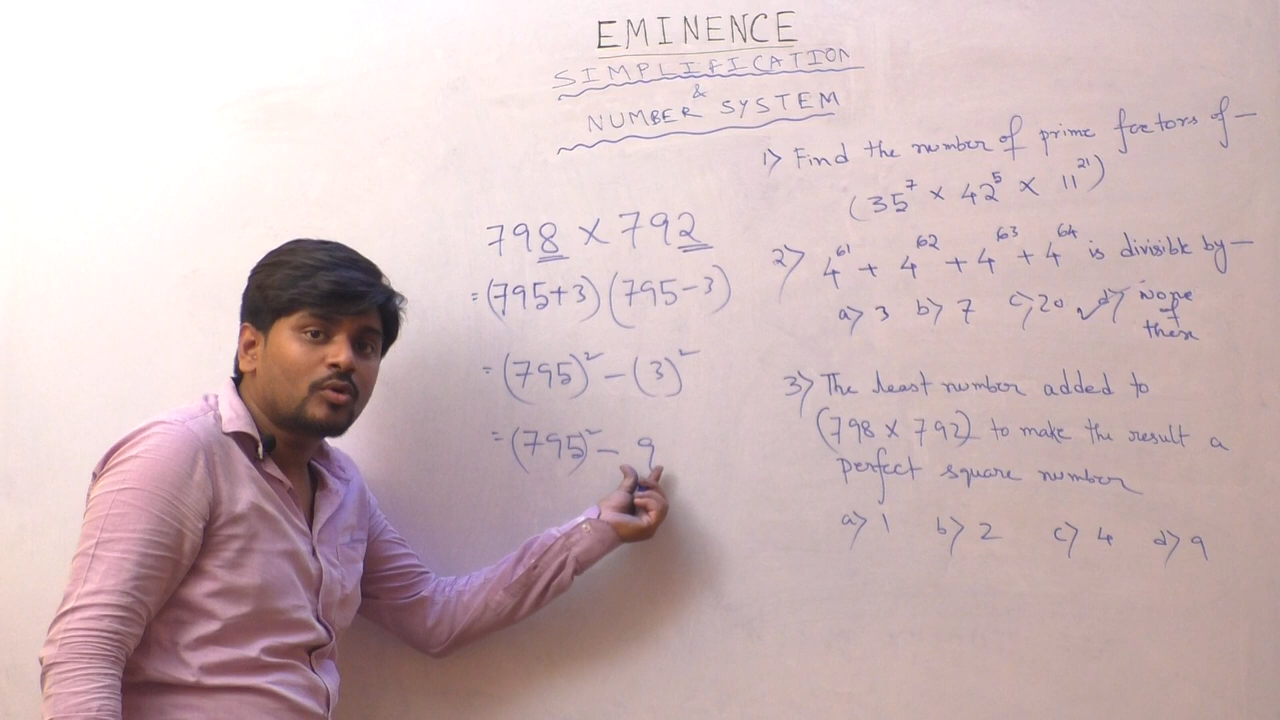 EMINENCE
SIMPLIFICATION
&
NUMBER SYSTEM
798 × 792
=(795+3)(795-3)
=(795)²-(3)²
=(795)²-9
1> Find the number of prime factors of —
(35⁷ × 42⁵ × 11²¹)
2> 4⁶¹ + 4⁶² + 4⁶³ + 4⁶⁴ is divisible by —
a> 3 b> 7 c> 20 ✓ d> None
of
these
3> The least number added to
(798 × 792) to make the result a
perfect square number
a> 1 b> 2 c> 4 d> 9